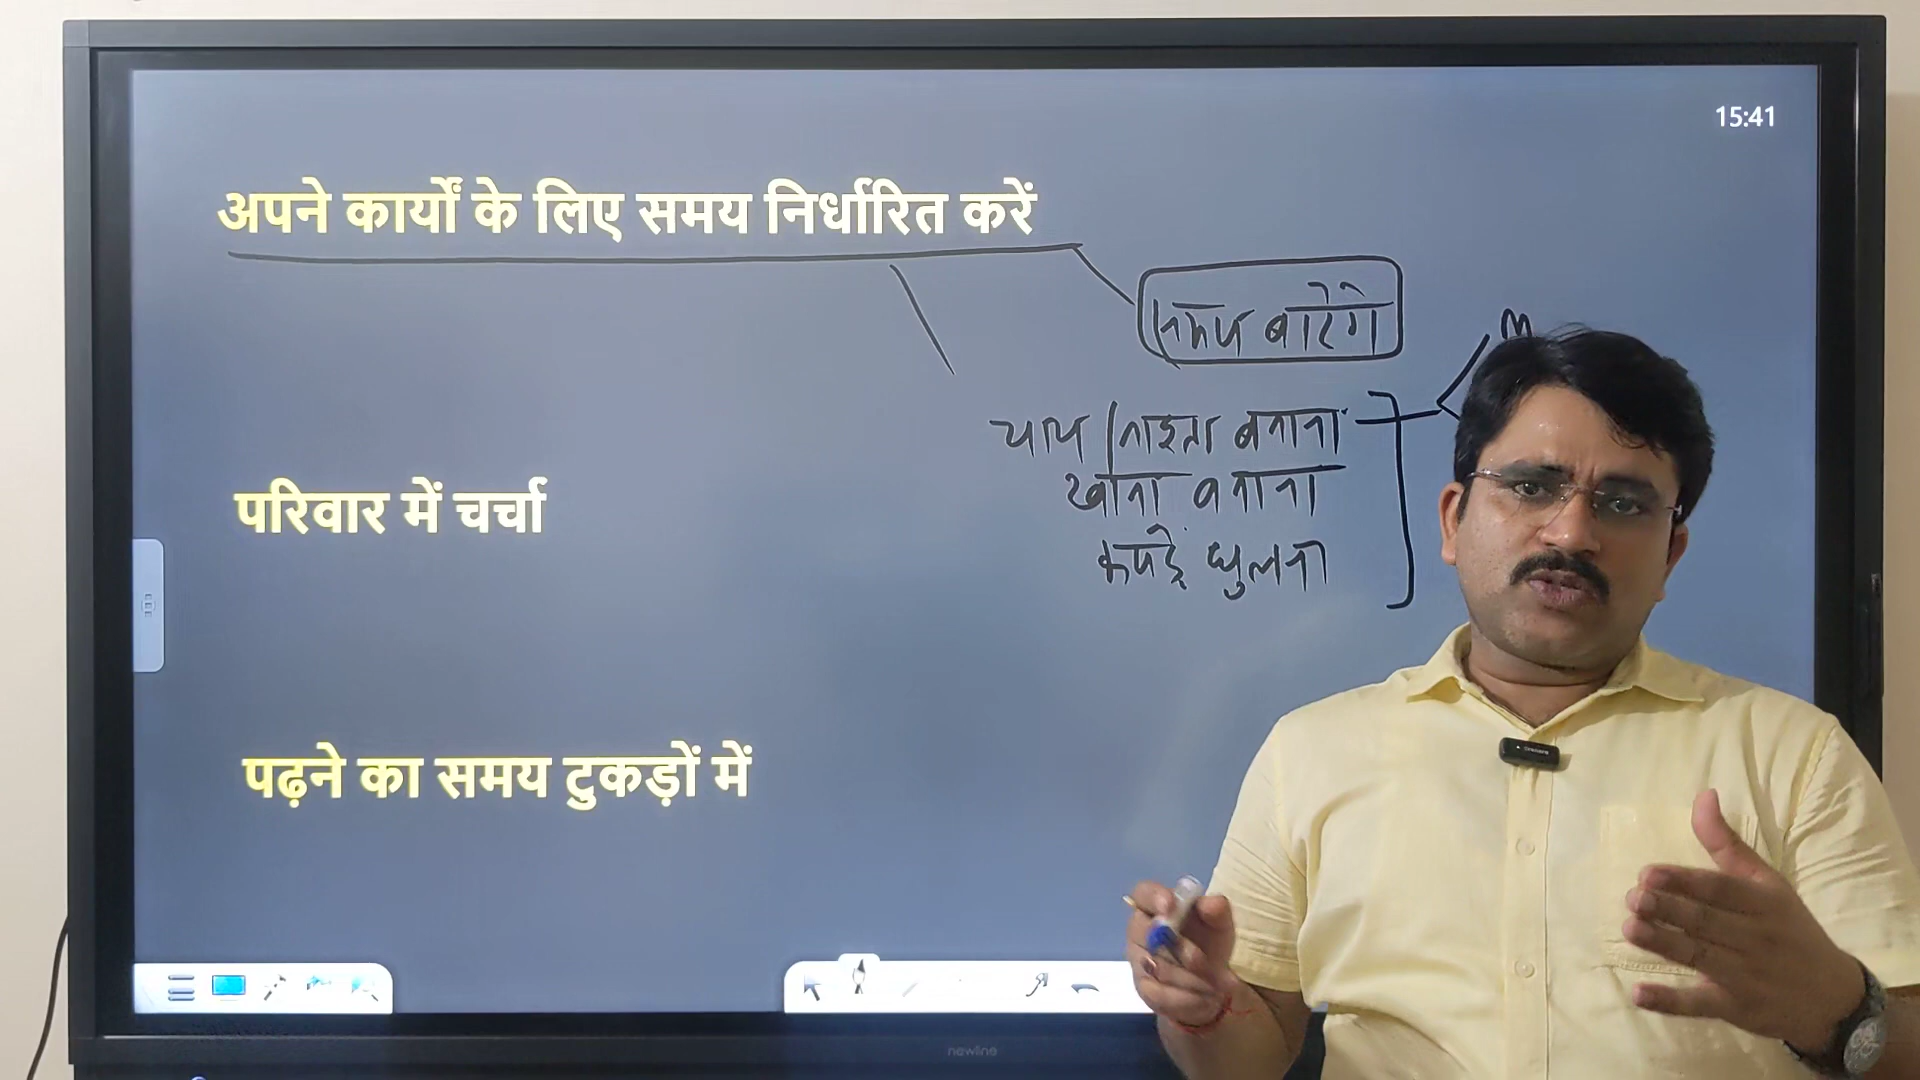 15:41
अपने कार्यों के लिए समय निर्धारित करें
समय बाटेंगे
चाय / नाश्ता बनाना
खाना बनाना
कपड़े धुलना
परिवार में चर्चा
पढ़ने का समय टुकड़ों में
newline